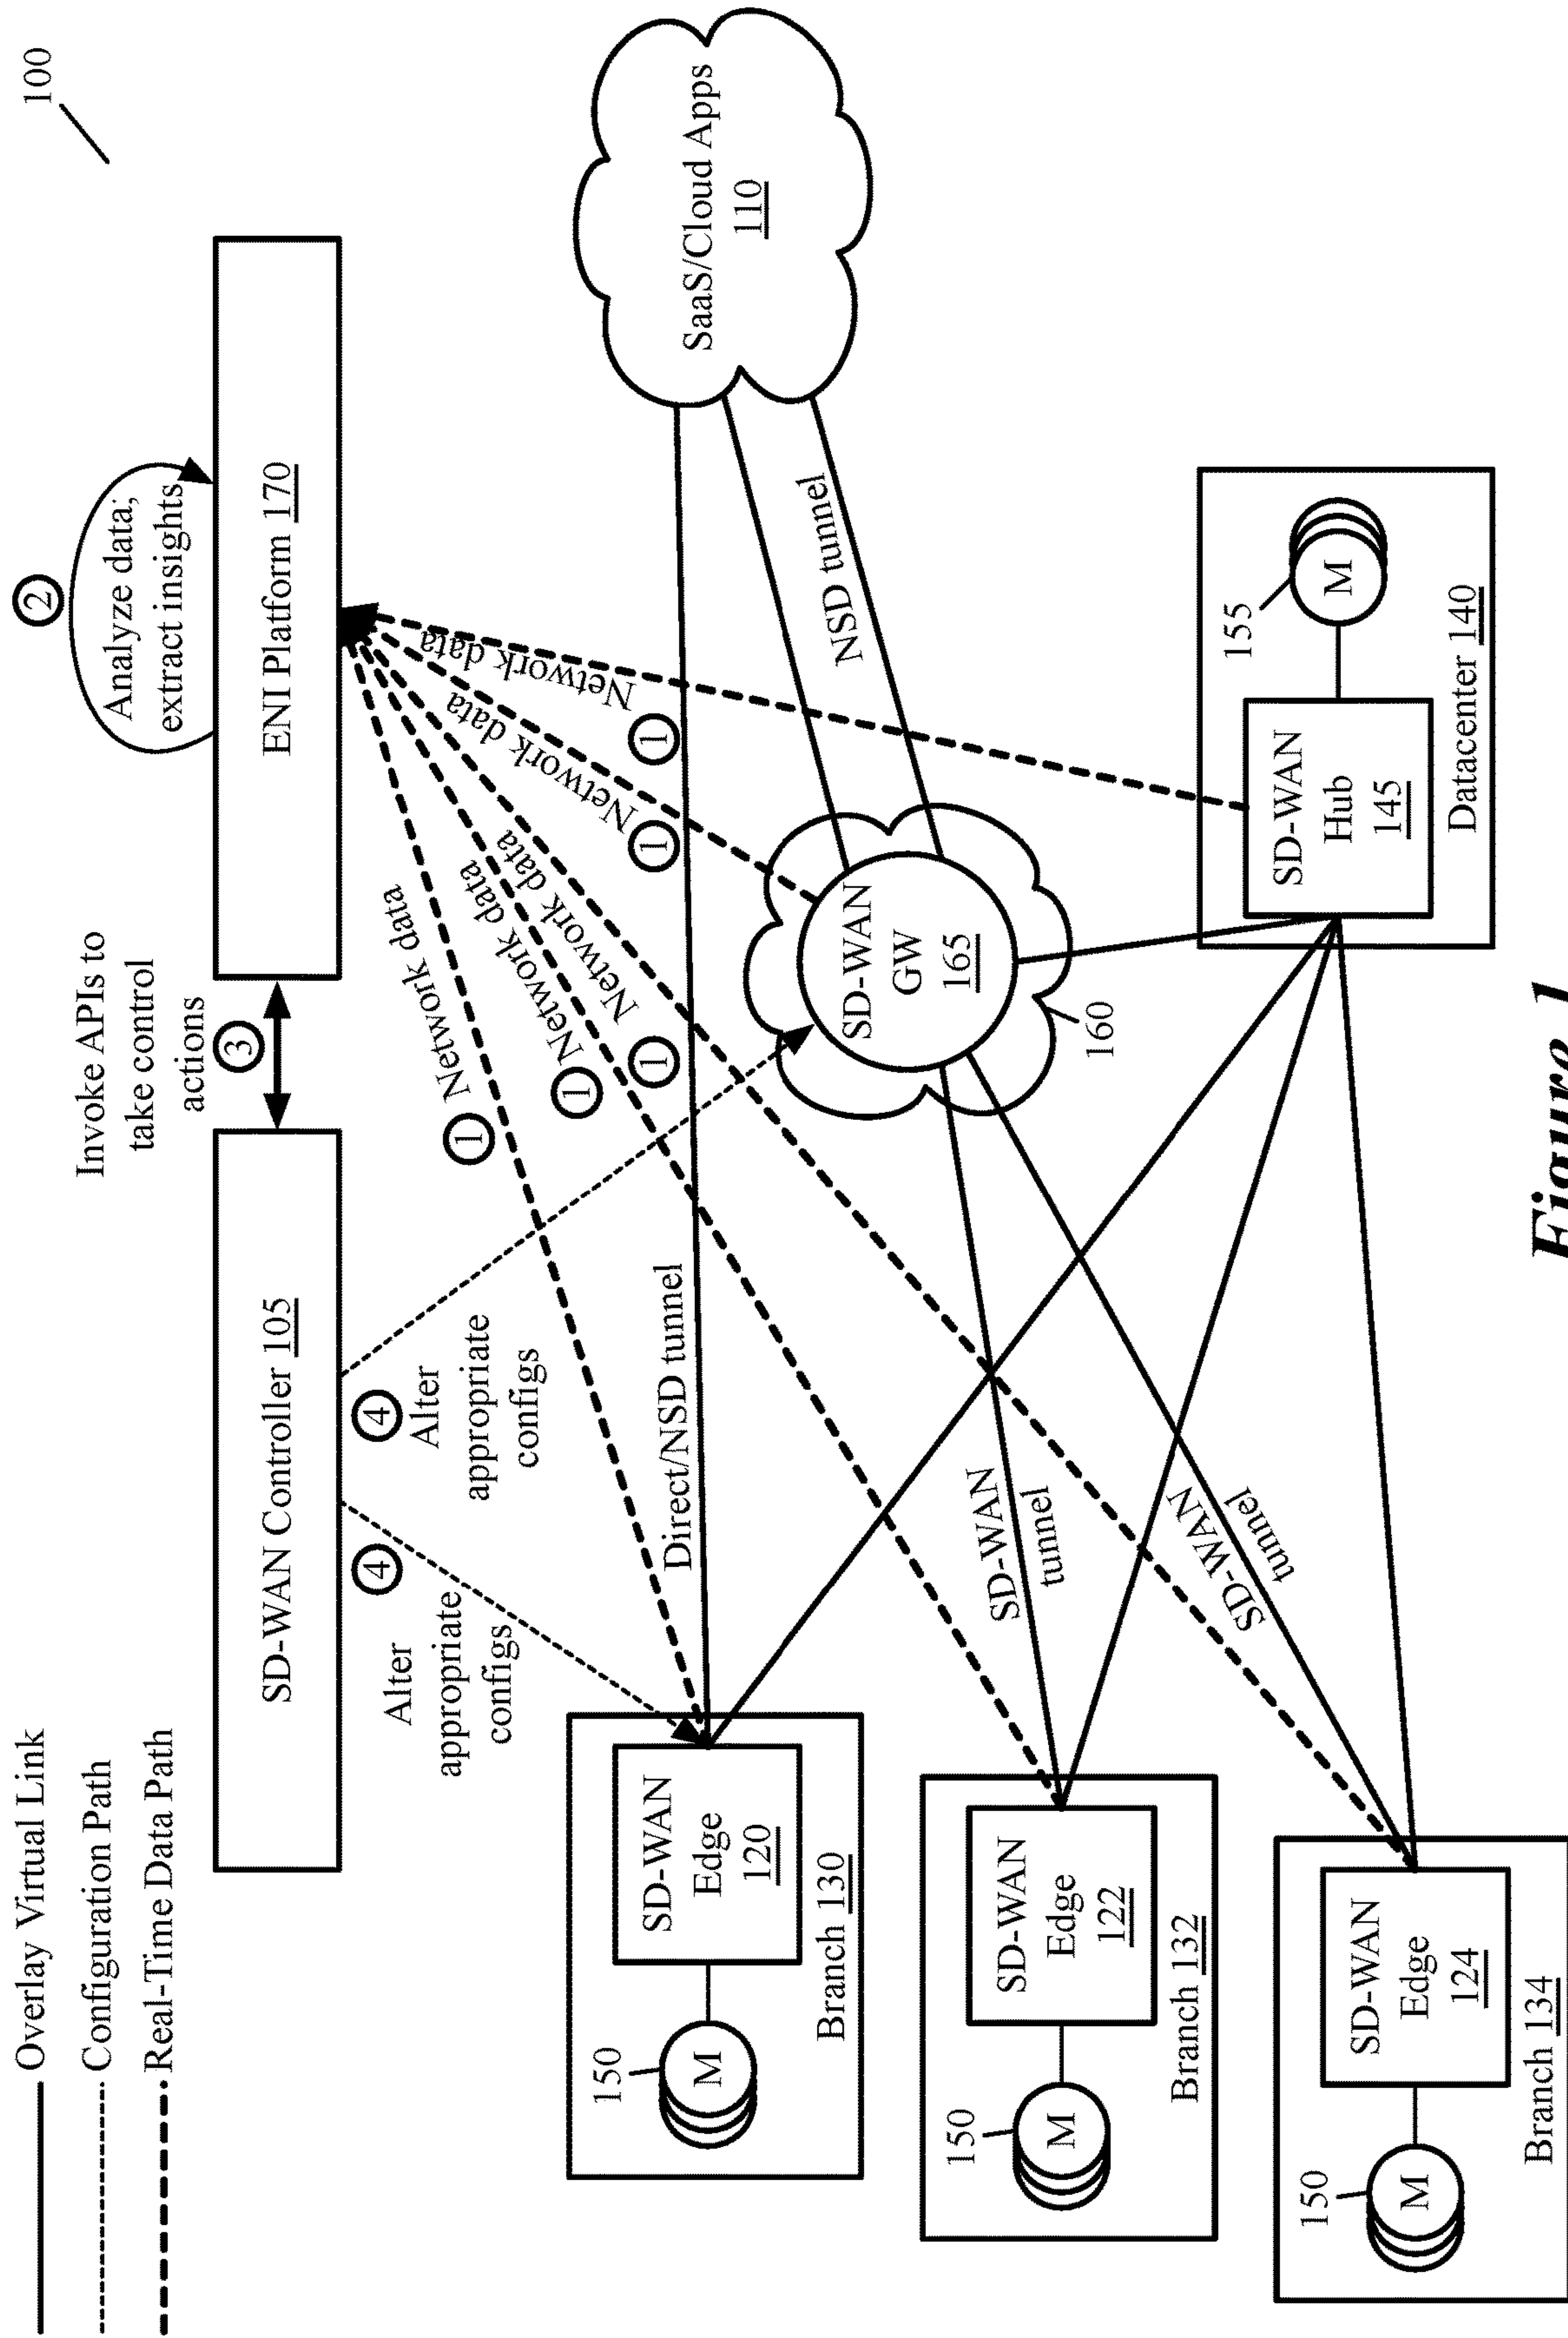 100
Overlay Virtual Link
Configuration Path
Real-Time Data Path
Invoke APIs to
take control
actions
3
2
Analyze data;
extract insights
SD-WAN Controller 105
ENI Platform 170
4
Alter
appropriate
configs
4
Alter
appropriate
configs
1
Network data
1
Network data
1
Network data
1
Network data
1
Network data
Direct/NSD tunnel
SaaS/Cloud Apps
110
NSD tunnel
150
M
SD-WAN
Edge
120
Branch 130
SD-WAN
GW
165
160
150
M
SD-WAN
Edge
122
Branch 132
SD-WAN
tunnel
SD-WAN
tunnel
150
M
SD-WAN
Edge
124
Branch 134
SD-WAN
Hub
145
155
M
Datacenter 140
Figure 1